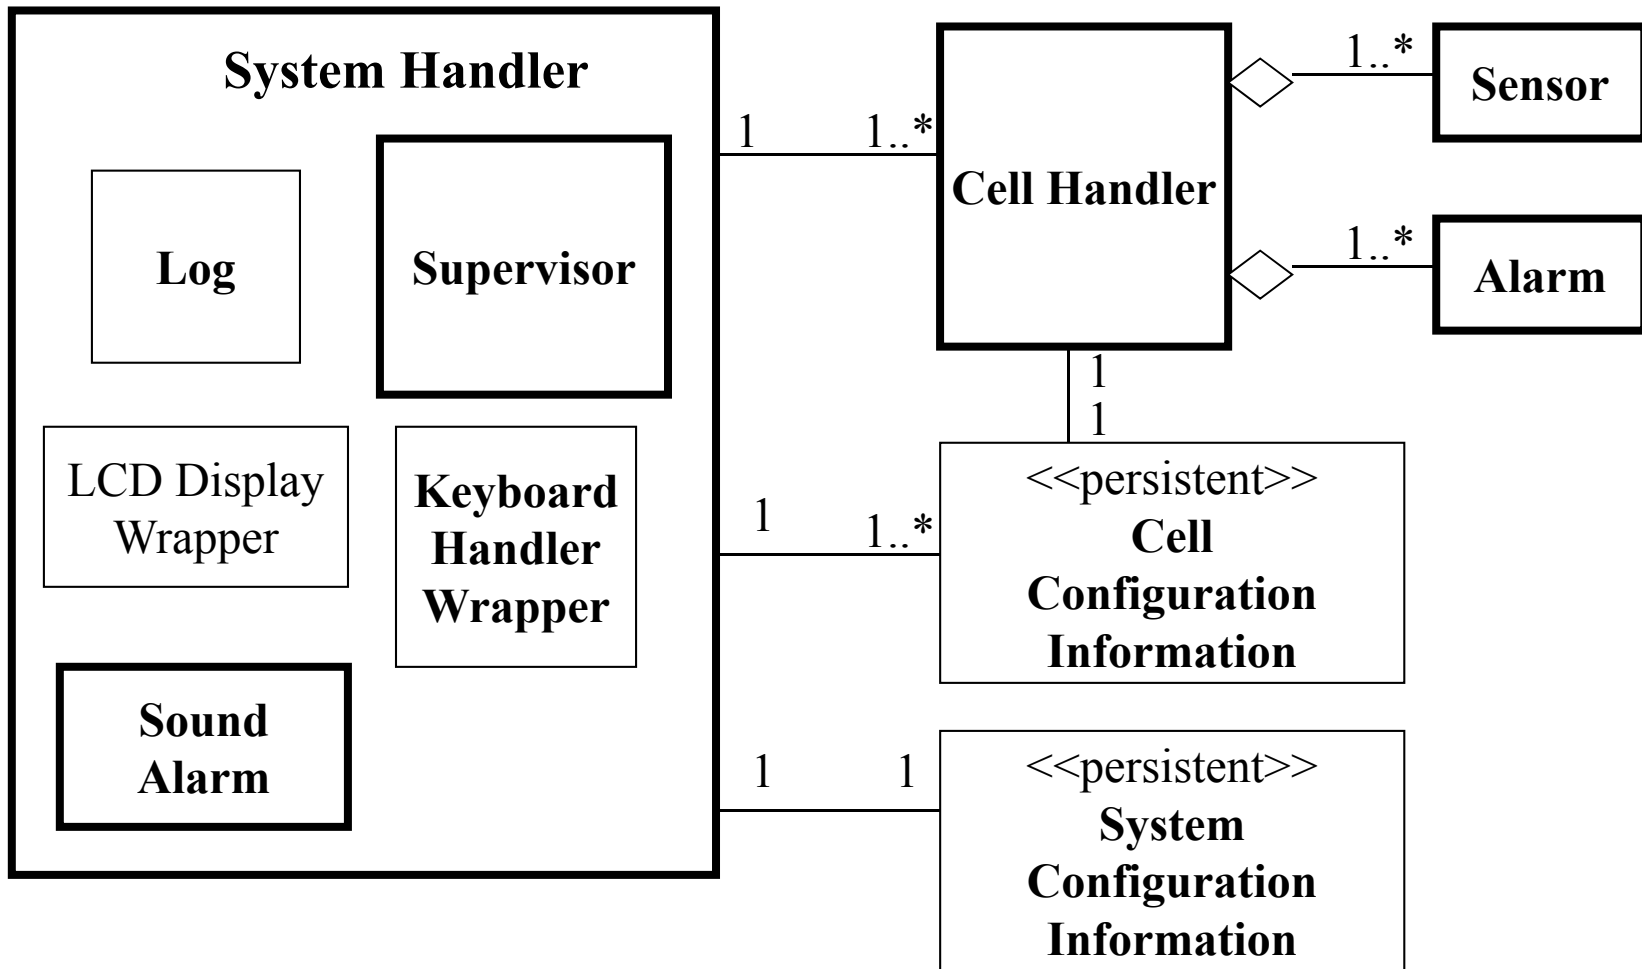 System Handler
Log
Supervisor
LCD Display
Wrapper
Keyboard
Handler
Wrapper
Sound
Alarm
1
1..*
Cell Handler
1..*
Sensor
1..*
Alarm
1
1
1
1..*
<<persistent>>
Cell
Configuration
Information
1
1
<<persistent>>
System
Configuration
Information